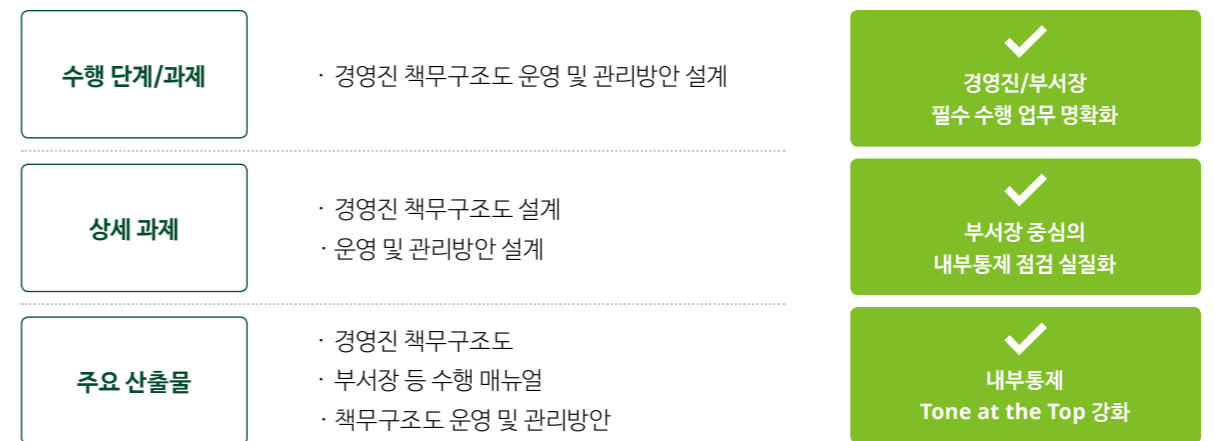 수행 단계/과제
· 경영진 책무구조도 운영 및 관리방안 설계
경영진/부서장
필수 수행 업무 명확화
상세 과제
· 경영진 책무구조도 설계
· 운영 및 관리방안 설계
부서장 중심의
내부통제 점검 실질화
주요 산출물
· 경영진 책무구조도
· 부서장 등 수행 매뉴얼
· 책무구조도 운영 및 관리방안
내부통제
Tone at the Top 강화